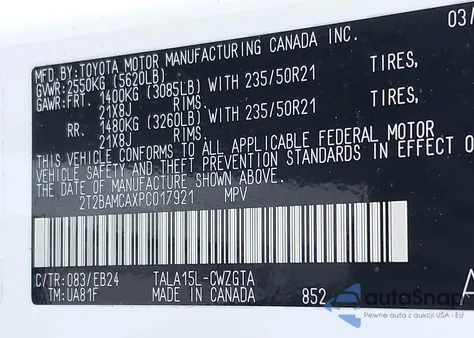 MFD.BY:TOYOTA MOTOR MANUFACTURING CANADA INC. 03/
GVWR:2550KG (5620LB)
GAWR:FRT. 1400KG (3085LB) WITH 235/50R21 TIRES,
21X8J RIMS.
RR. 1480KG (3260LB) WITH 235/50R21 TIRES,
21X8J RIMS.
THIS VEHICLE CONFORMS TO ALL APPLICABLE FEDERAL MOTOR
VEHICLE SAFETY AND THEFT PREVENTION STANDARDS IN EFFECT O
THE DATE OF MANUFACTURE SHOWN ABOVE.
2T2BAMCAXPC017921 MPV
C/TR:083/EB24 TALA15L-CWZGTA A
TM:UA81F MADE IN CANADA 852
autoSnap
Pewne auta z aukcji USA i EU